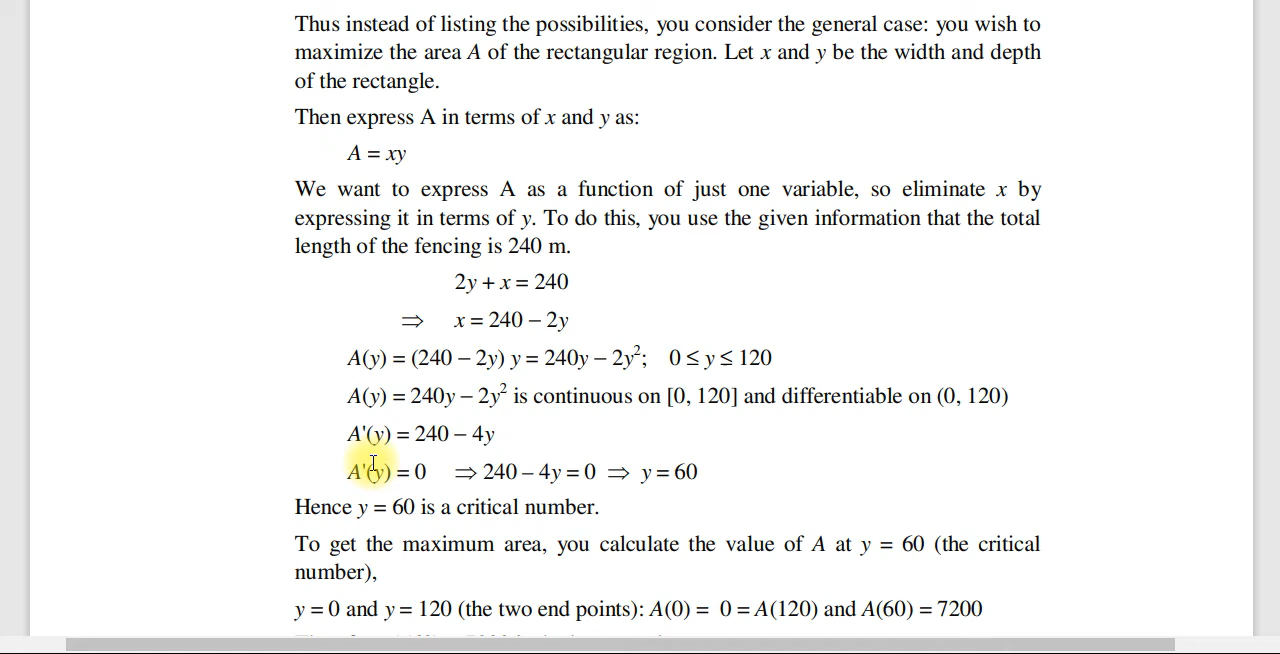 Thus instead of listing the possibilities, you consider the general case: you wish to
maximize the area A of the rectangular region. Let x and y be the width and depth
of the rectangle.
Then express A in terms of x and y as:
A = xy
We want to express A as a function of just one variable, so eliminate x by
expressing it in terms of y. To do this, you use the given information that the total
length of the fencing is 240 m.
2y + x = 240
⇒ x = 240 – 2y
A(y) = (240 – 2y) y = 240y – 2y²; 0 ≤ y ≤ 120
A(y) = 240y – 2y² is continuous on [0, 120] and differentiable on (0, 120)
A'(y) = 240 – 4y
A'(y) = 0 ⇒ 240 – 4y = 0 ⇒ y = 60
Hence y = 60 is a critical number.
To get the maximum area, you calculate the value of A at y = 60 (the critical
number),
y = 0 and y = 120 (the two end points): A(0) = 0 = A(120) and A(60) = 7200